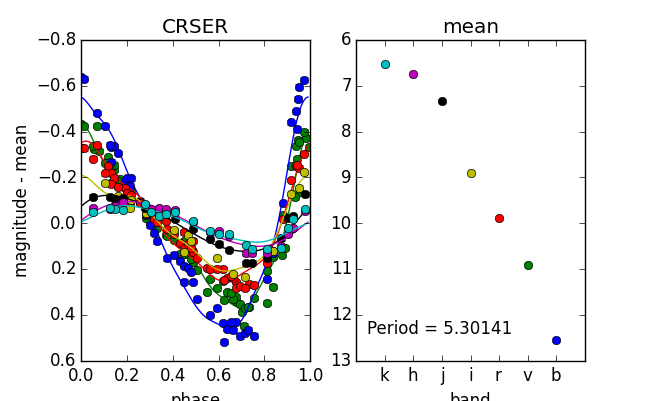 CRSER
mean
−0.8
−0.6
−0.4
−0.2
0.0
0.2
0.4
0.6
magnitude - mean
0.0 0.2 0.4 0.6 0.8 1.0
phase
6
7
8
9
10
11
12
13
Period = 5.30141
k h j i r v b
band